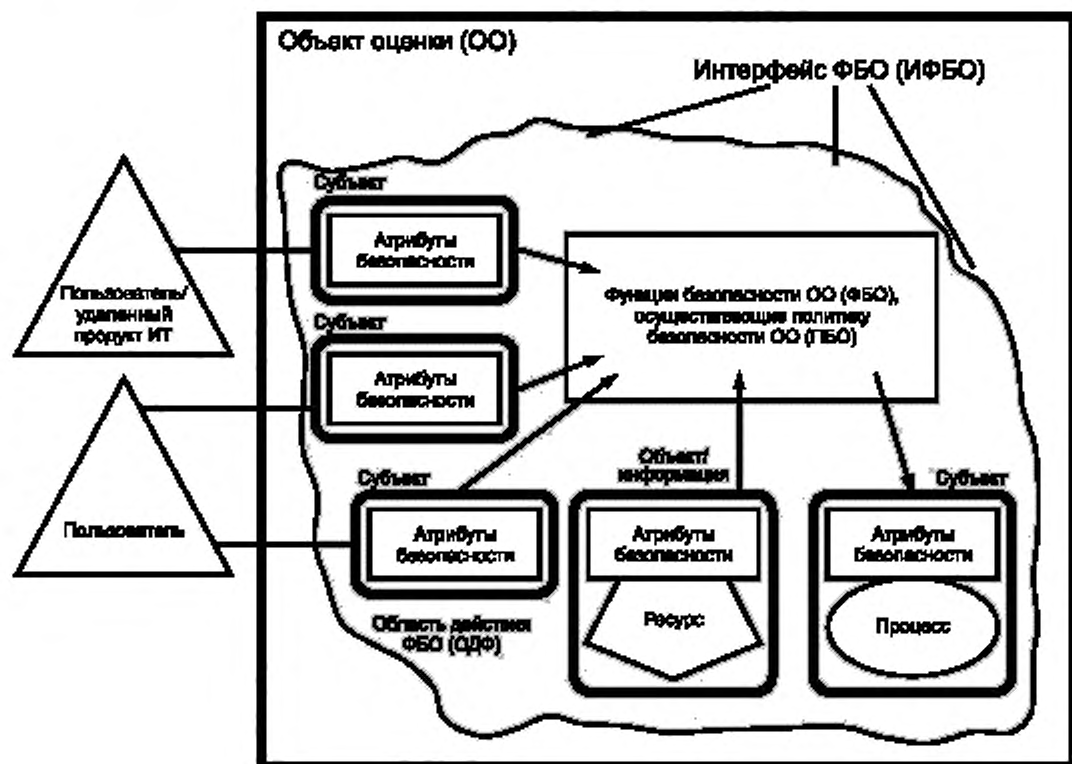 Объект оценки (ОО)
Интерфейс ФБО (ИФБО)
Субъект
Атрибуты
безопасности
Пользователь/
удаленный
продукт ИТ
Функции безопасности ОО (ФБО),
осуществляющие политику
безопасности ОО (ПБО)
Субъект
Атрибуты
безопасности
Пользователь
Субъект
Атрибуты
безопасности
Объект/
информация
Атрибуты
безопасности
Ресурс
Субъект
Атрибуты
безопасности
Процесс
Область действия
ФБО (ОДФ)